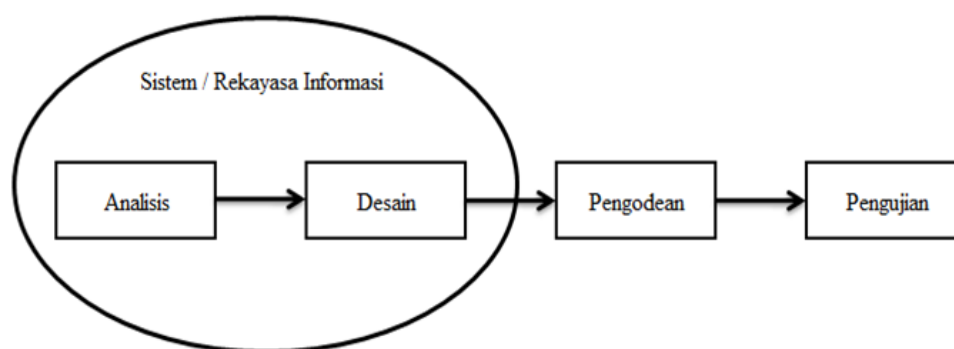 Sistem / Rekayasa Informasi
Analisis
Desain
Pengodean
Pengujian